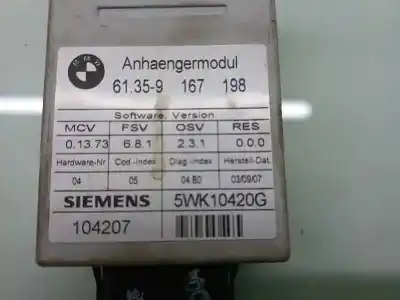 BMW
Anhaengermodul
61.35-9 167 198
Software, Version
MCV FSV OSV RES
0.13.73 6.8.1 2.3.1 0.0.0
Hardware-Nr Cod.-Index Diag.-Index Herstell-Dat.
04 05 04 B0 03/09/07
SIEMENS 5WK10420G
104207